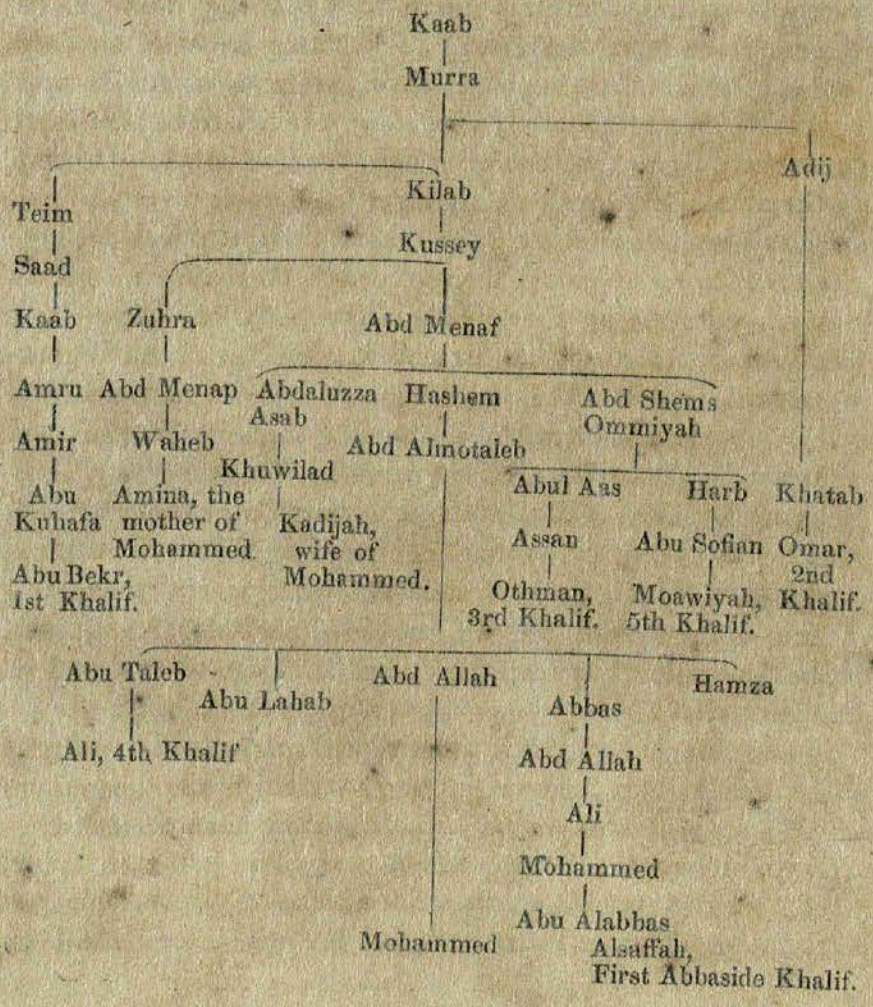 Kaab
Murra
Adij
Kilab
Teim
Kussey
Saad
Kaab Zuhra Abd Menaf
Amru Abd Menap Abdaluzza Hashem Abd Shems
Asab Ommiyah
Amir Waheb Abd Almotaleb
Khuwilad
Abul Aas Harb Khatab
Abu Amina, the
Kuhafa mother of Kadijah,
Mohammed. wife of
Mohammed.
Assan Abu Sofian Omar,
2nd
Khalif.
Abu Bekr,
1st Khalif.
Othman, Moawiyah,
3rd Khalif. 5th Khalif.
Abu Taleb Abd Allah Hamza
Abu Lahab Abbas
Ali, 4th Khalif Abd Allah
Ali
Mohammed
Abu Alabbas
Mohammed Alsaffah,
First Abbaside Khalif.